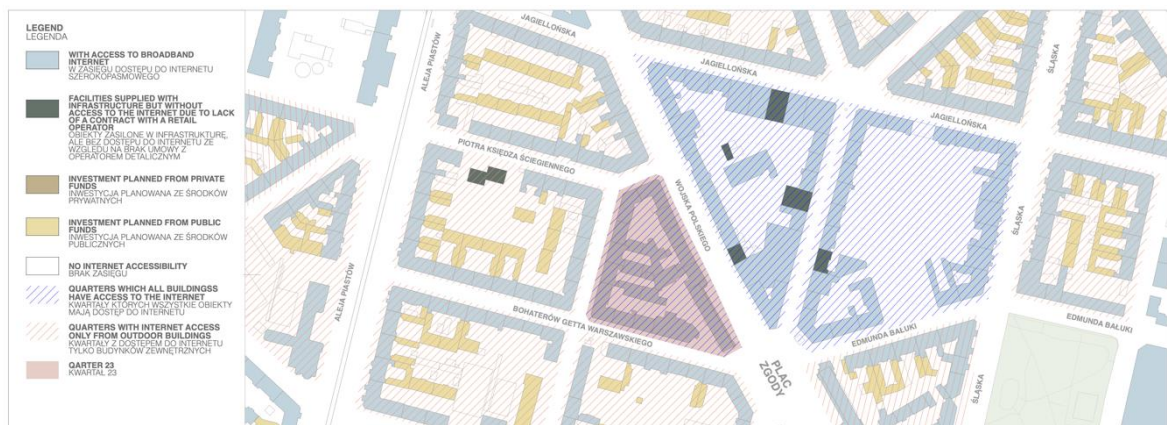 LEGEND
LEGENDA
WITH ACCESS TO BROADBAND
INTERNET
W ZASIĘGU DOSTĘPU DO INTERNETU
SZEROKOPASMOWEGO
FACILITIES SUPPLIED WITH
INFRASTRUCTURE BUT WITHOUT
ACCESS TO THE INTERNET DUE TO LACK
OF A CONTRACT WITH A RETAIL
OPERATOR
OBIEKTY ZASILONE W INFRASTRUKTURĘ,
ALE BEZ DOSTĘPU DO INTERNETU ZE
WZGLĘDU NA BRAK UMOWY Z
OPERATOREM DETALICZNYM
INVESTMENT PLANNED FROM PRIVATE
FUNDS
INWESTYCJA PLANOWANA ZE ŚRODKÓW
PRYWATNYCH
INVESTMENT PLANNED FROM PUBLIC
FUNDS
INWESTYCJA PLANOWANA ZE ŚRODKÓW
PUBLICZNYCH
NO INTERNET ACCESSIBILITY
BRAK ZASIĘGU
QUARTERS WHICH ALL BUILDINGSS
HAVE ACCESS TO THE INTERNET
KWARTAŁY KTÓRYCH WSZYSTKIE OBIEKTY
MAJĄ DOSTĘP DO INTERNETU
QUARTERS WITH INTERNET ACCESS
ONLY FROM OUTDOOR BUILDINGS
KWARTAŁY Z DOSTĘPEM DO INTERNETU
TYLKO BUDYNKÓW ZEWNĘTRZNYCH
QARTER 23
KWARTAŁ 23
JAGIELLOŃSKA
ALEJA PIASTÓW
JAGIELLOŃSKA
ŚLĄSKA
JAGIELLOŃSKA
PIOTRA KSIĘDZA ŚCIEGIENNEGO
WOJSKA POLSKIEGO
ŚLĄSKA
ALEJA PIASTÓW
BOHATERÓW GETTA WARSZAWSKIEGO
EDMUNDA BAŁUKI
EDMUNDA BAŁUKI
PLAC
ZGODY
ŚLĄSKA